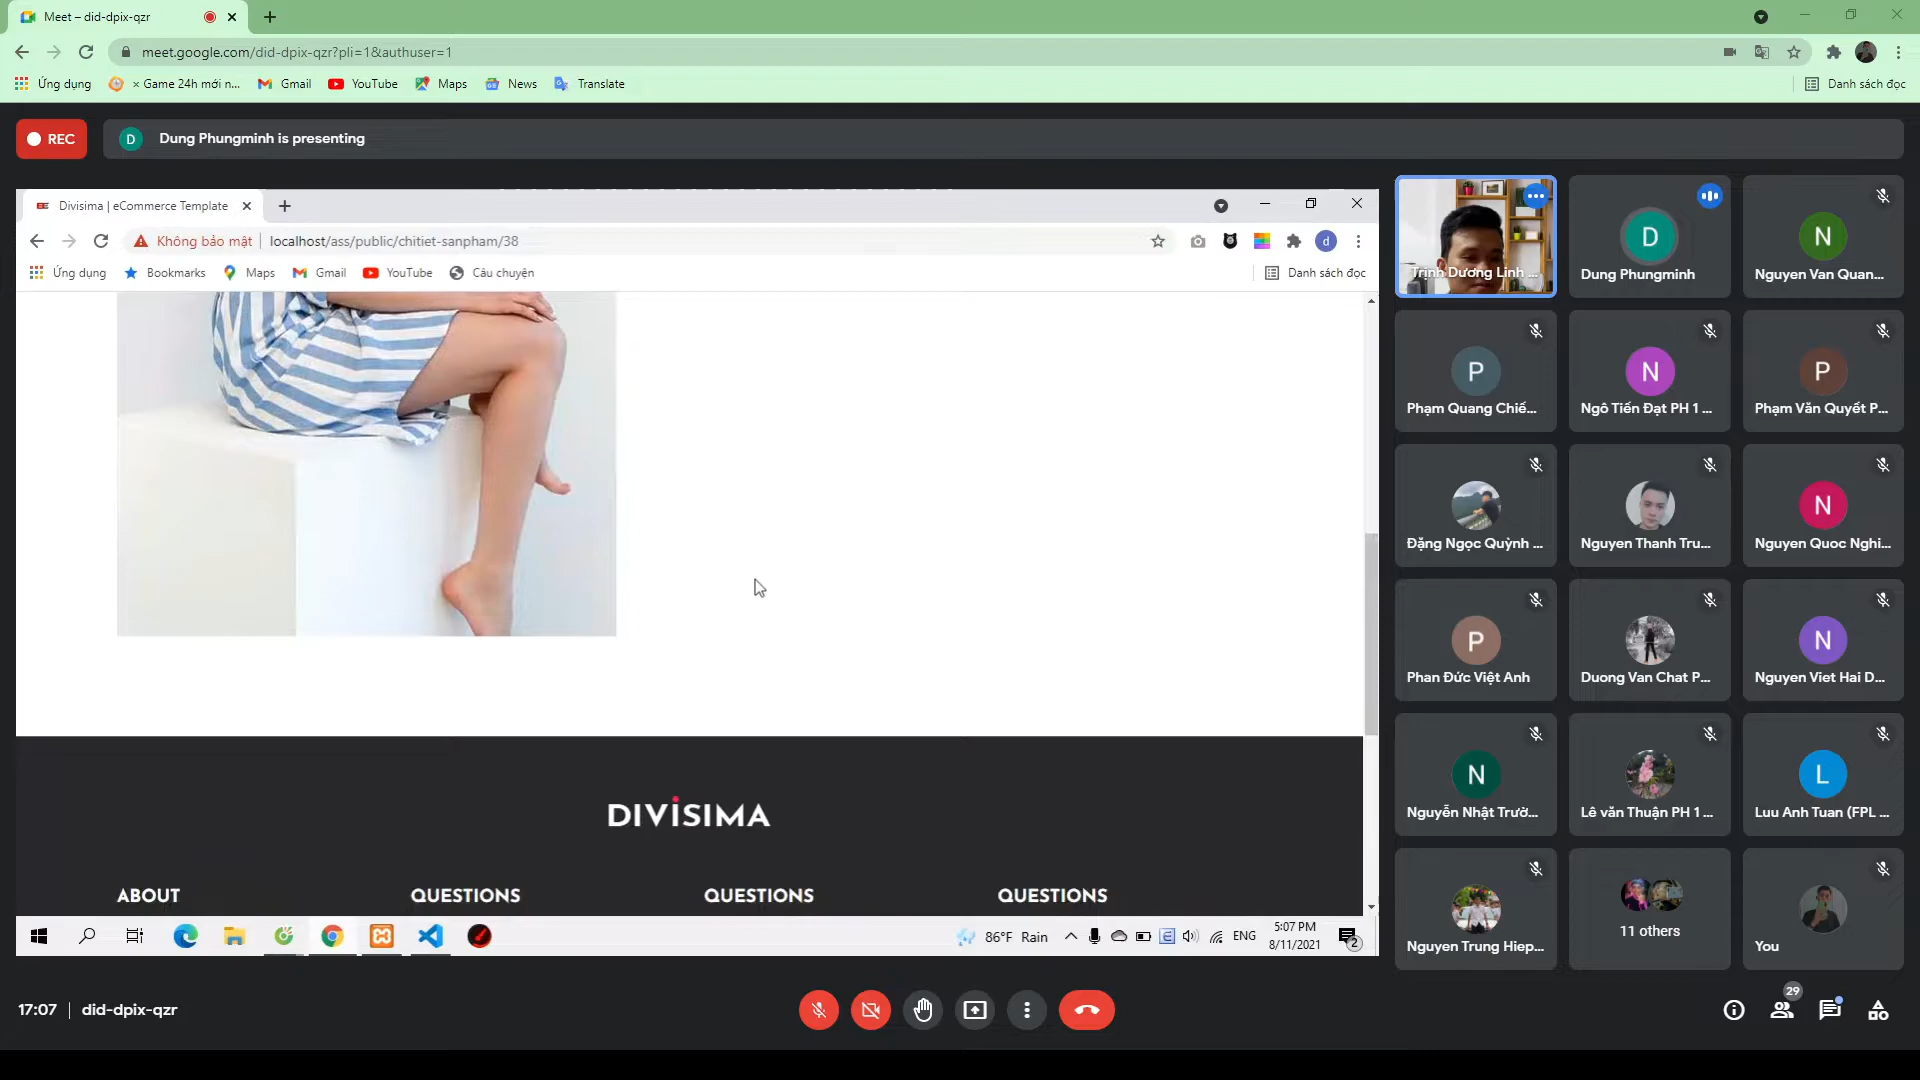 Meet – did-dpix-qzr
meet.google.com/did-dpix-qzr?pli=1&authuser=1
Ứng dụng
× Game 24h mới n...
Gmail
YouTube
Maps
News
Translate
Danh sách đọc
REC
D
Dung Phungminh is presenting
Divisima | eCommerce Template
Không bảo mật
localhost/ass/public/chitiet-sanpham/38
d
Ứng dụng
Bookmarks
Maps
Gmail
YouTube
Câu chuyện
Danh sách đọc
DIVISIMA
ABOUT
QUESTIONS
QUESTIONS
QUESTIONS
86°F Rain
ENG
5:07 PM
8/11/2021
2
Trịnh Dương Linh ...
D
Dung Phungminh
N
Nguyen Van Quan...
P
Phạm Quang Chiế...
N
Ngô Tiến Đạt PH 1 ...
P
Phạm Văn Quyết P...
Đặng Ngọc Quỳnh ...
Nguyen Thanh Tru...
N
Nguyen Quoc Nghi...
P
Phan Đức Việt Anh
Duong Van Chat P...
N
Nguyen Viet Hai D...
N
Nguyễn Nhật Trườ...
Lê văn Thuận PH 1 ...
L
Luu Anh Tuan (FPL ...
Nguyen Trung Hiep...
11 others
You
17:07 | did-dpix-qzr
29